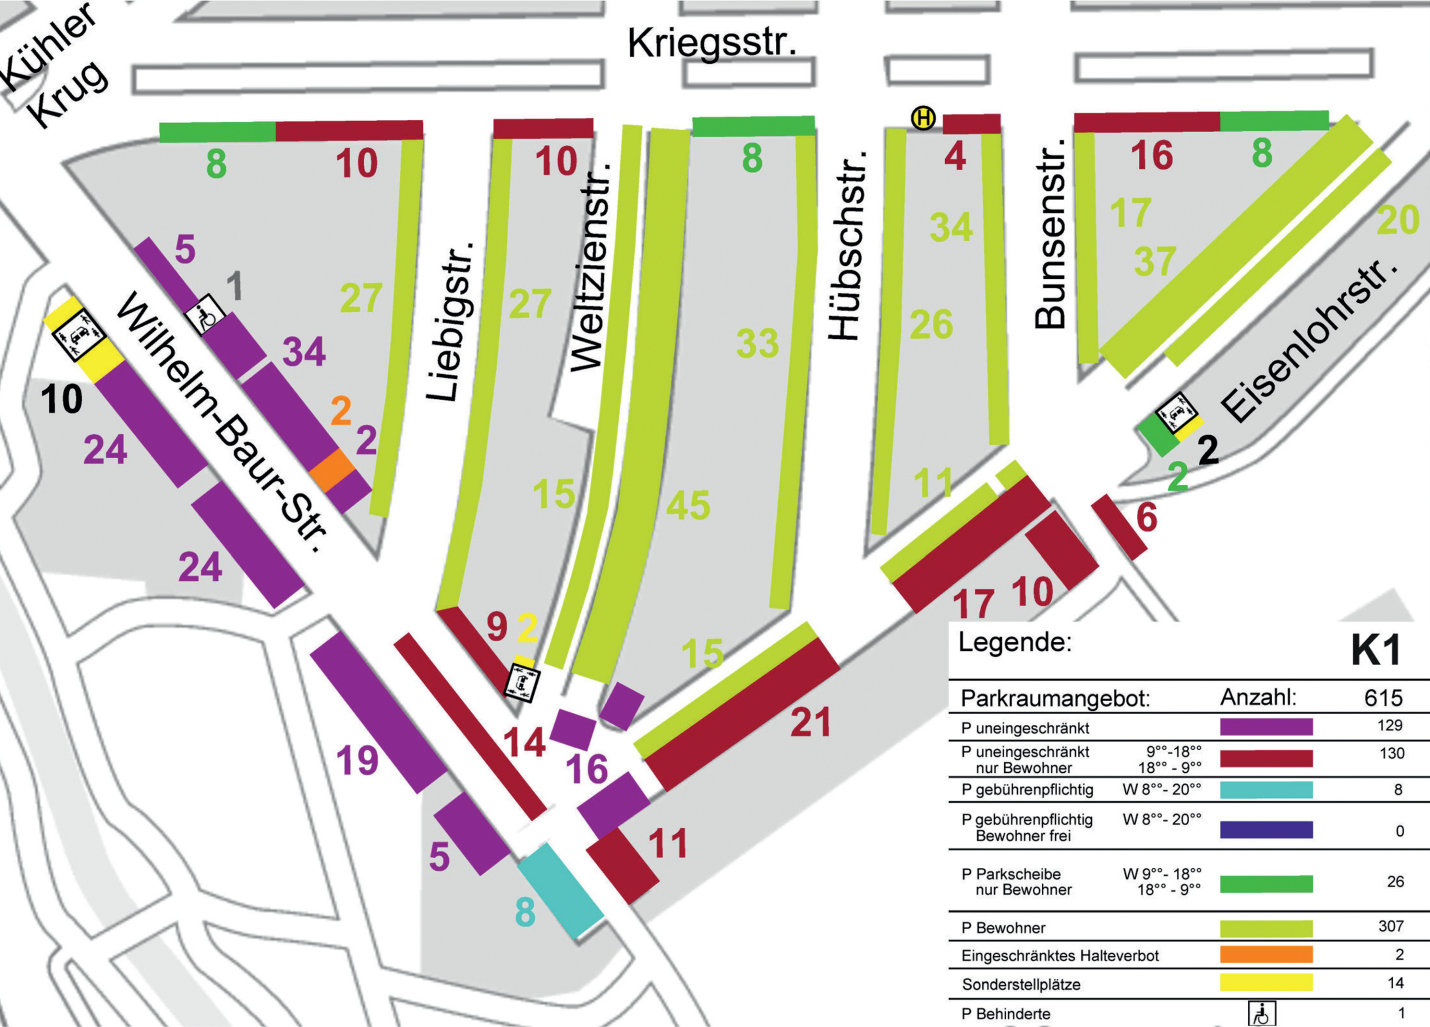 Kühler
Krug
Kriegsstr.
H
8
10
10
8
4
16
8
5
1
34
27
27
33
34
26
17
37
20
Liebigstr.
Weltzienstr.
Hübschstr.
Bunsenstr.
Eisenlohrstr.
Wilhelm-Baur-Str.
10
24
24
2
2
15
45
11
2
2
6
17
10
9
2
15
14
16
21
19
5
8
11
Legende: K1
Parkraumangebot: Anzahl: 615
P uneingeschränkt 129
P uneingeschränkt 9°°-18°° 130
nur Bewohner 18°° - 9°°
P gebührenpflichtig W 8°°- 20°° 8
P gebührenpflichtig W 8°°- 20°° 0
Bewohner frei
P Parkscheibe W 9°°- 18°° 26
nur Bewohner 18°° - 9°°
P Bewohner 307
Eingeschränktes Halteverbot 2
Sonderstellplätze 14
P Behinderte 1